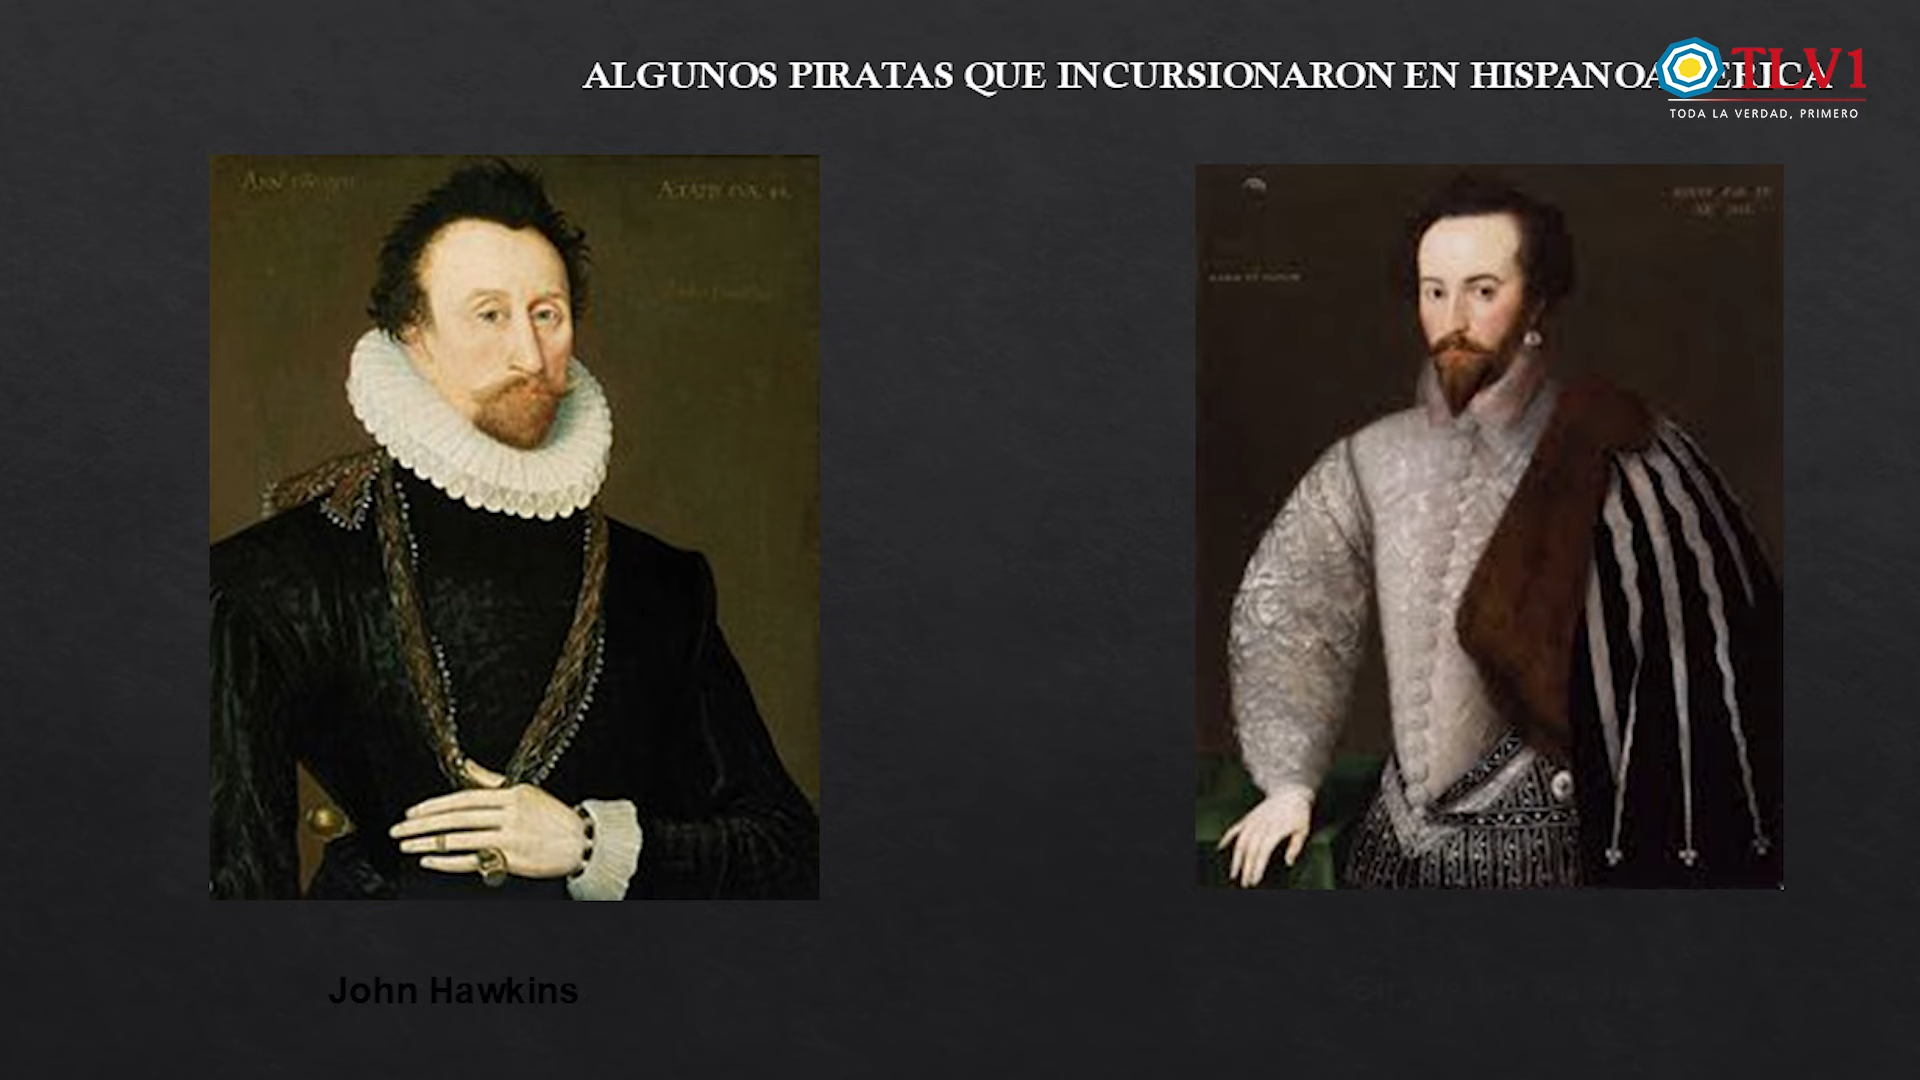 ALGUNOS PIRATAS QUE INCURSIONARON EN HISPANOAMERICA
TLV1
TODA LA VERDAD, PRIMERO
John Hawkins